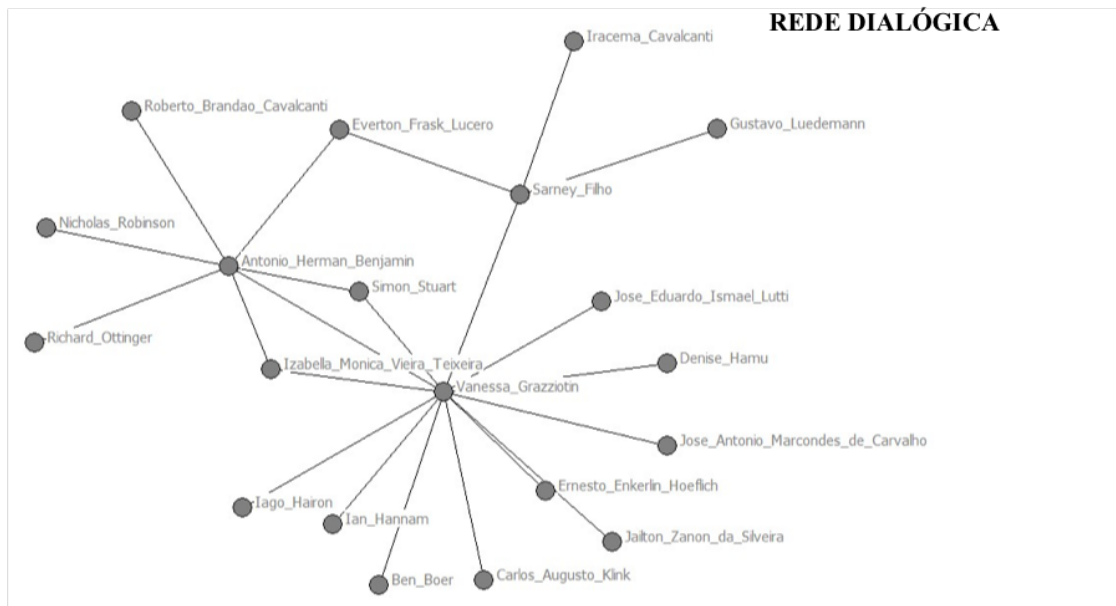 REDE DIALÓGICA
Iracema_Cavalcanti
Roberto_Brandao_Cavalcanti
Everton_Frask_Lucero
Gustavo_Luedemann
Sarney_Filho
Nicholas_Robinson
Antonio_Herman_Benjamin
Simon_Stuart
Jose_Eduardo_Ismael_Lutti
Richard_Ottinger
Izabella_Monica_Vieira_Teixeira
Denise_Hamu
Vanessa_Grazziotin
Jose_Antonio_Marcondes_de_Carvalho
Ernesto_Enkerlin_Hoeflich
Iago_Hairon
Ian_Hannam
Jailton_Zanon_da_Silveira
Ben_Boer
Carlos_Augusto_Klink